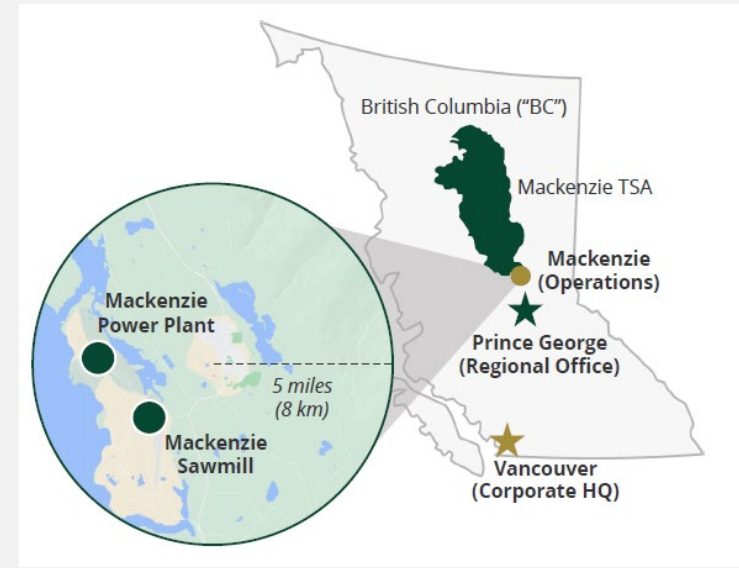 British Columbia (“BC”)
Mackenzie TSA
Mackenzie
(Operations)
Prince George
(Regional Office)
Vancouver
(Corporate HQ)
Mackenzie
Power Plant
5 miles
(8 km)
Mackenzie
Sawmill